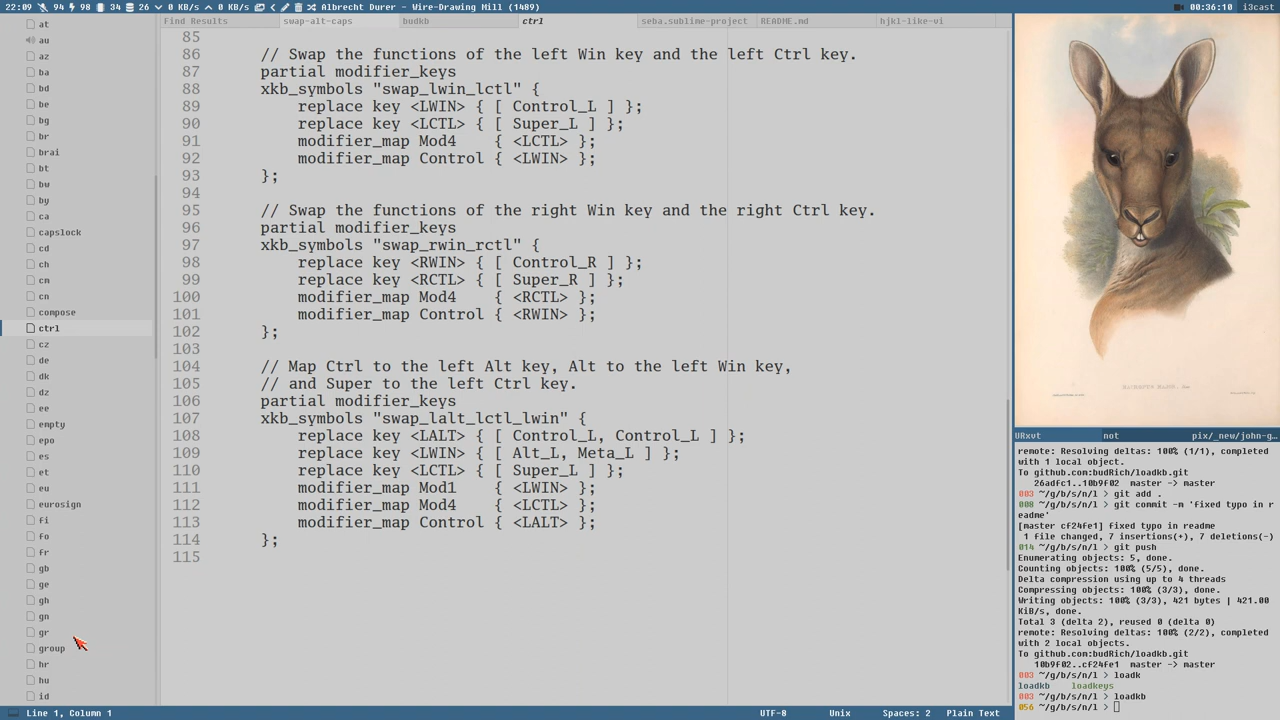 22:09 94 98 34 26 0 KB/s 0 KB/s Albrecht Durer - Wire-Drawing Mill (1489) 00:36:10 i3cast
Find Results swap-alt-caps budkb ctrl seba.sublime-project README.md hjkl-like-vi
at
au
az
ba
bd
be
bg
br
brai
bt
bw
by
ca
capslock
cd
ch
cm
cn
compose
ctrl
cz
de
dk
dz
ee
empty
epo
es
et
eu
eurosign
fi
fo
fr
gb
ge
gh
gn
gr
group
hr
hu
id
85
86 // Swap the functions of the left Win key and the left Ctrl key.
87 partial modifier_keys
88 xkb_symbols "swap_lwin_lctl" {
89 replace key <LWIN> { [ Control_L ] };
90 replace key <LCTL> { [ Super_L ] };
91 modifier_map Mod4 { <LCTL> };
92 modifier_map Control { <LWIN> };
93 };
94
95 // Swap the functions of the right Win key and the right Ctrl key.
96 partial modifier_keys
97 xkb_symbols "swap_rwin_rctl" {
98 replace key <RWIN> { [ Control_R ] };
99 replace key <RCTL> { [ Super_R ] };
100 modifier_map Mod4 { <RCTL> };
101 modifier_map Control { <RWIN> };
102 };
103
104 // Map Ctrl to the left Alt key, Alt to the left Win key,
105 // and Super to the left Ctrl key.
106 partial modifier_keys
107 xkb_symbols "swap_lalt_lctl_lwin" {
108 replace key <LALT> { [ Control_L, Control_L ] };
109 replace key <LWIN> { [ Alt_L, Meta_L ] };
110 replace key <LCTL> { [ Super_L ] };
111 modifier_map Mod1 { <LWIN> };
112 modifier_map Mod4 { <LCTL> };
113 modifier_map Control { <LALT> };
114 };
115
URxvt not pix/_new/john-g…
remote: Resolving deltas: 100% (1/1), completed
with 1 local object.
To github.com:budRich/loadkb.git
26adfc1..10b9f02 master -> master
003 ~/g/b/s/n/l > git add .
008 ~/g/b/s/n/l > git commit -m 'fixed typo in r
eadme'
[master cf24fe1] fixed typo in readme
1 file changed, 7 insertions(+), 7 deletions(-)
014 ~/g/b/s/n/l > git push
Enumerating objects: 5, done.
Counting objects: 100% (5/5), done.
Delta compression using up to 4 threads
Compressing objects: 100% (3/3), done.
Writing objects: 100% (3/3), 421 bytes | 421.00
KiB/s, done.
Total 3 (delta 2), reused 0 (delta 0)
remote: Resolving deltas: 100% (2/2), completed
with 2 local objects.
To github.com:budRich/loadkb.git
10b9f02..cf24fe1 master -> master
003 ~/g/b/s/n/l > loadk
loadkb loadkeys
003 ~/g/b/s/n/l > loadkb
056 ~/g/b/s/n/l >
Line 1, Column 1 UTF-8 Unix Spaces: 2 Plain Text